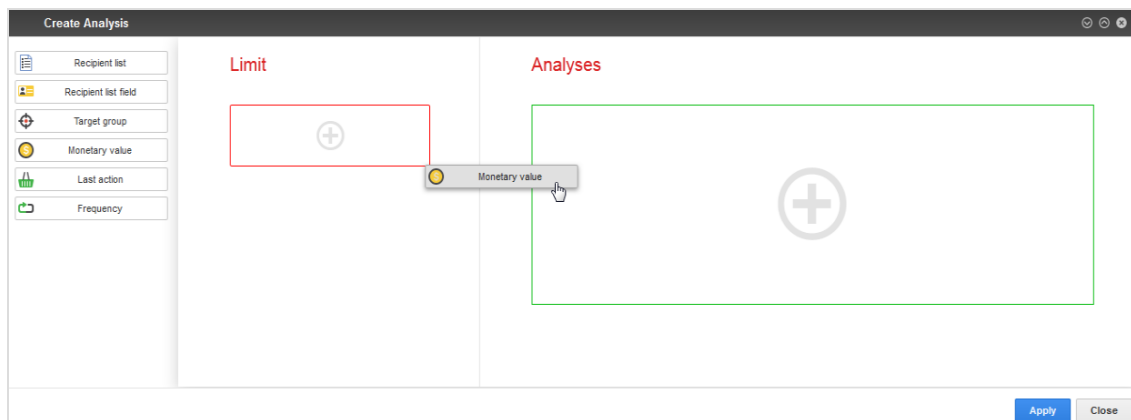 Create Analysis
Recipient list
Recipient list field
Target group
Monetary value
Last action
Frequency
Limit
Analyses
Monetary value
Apply
Close